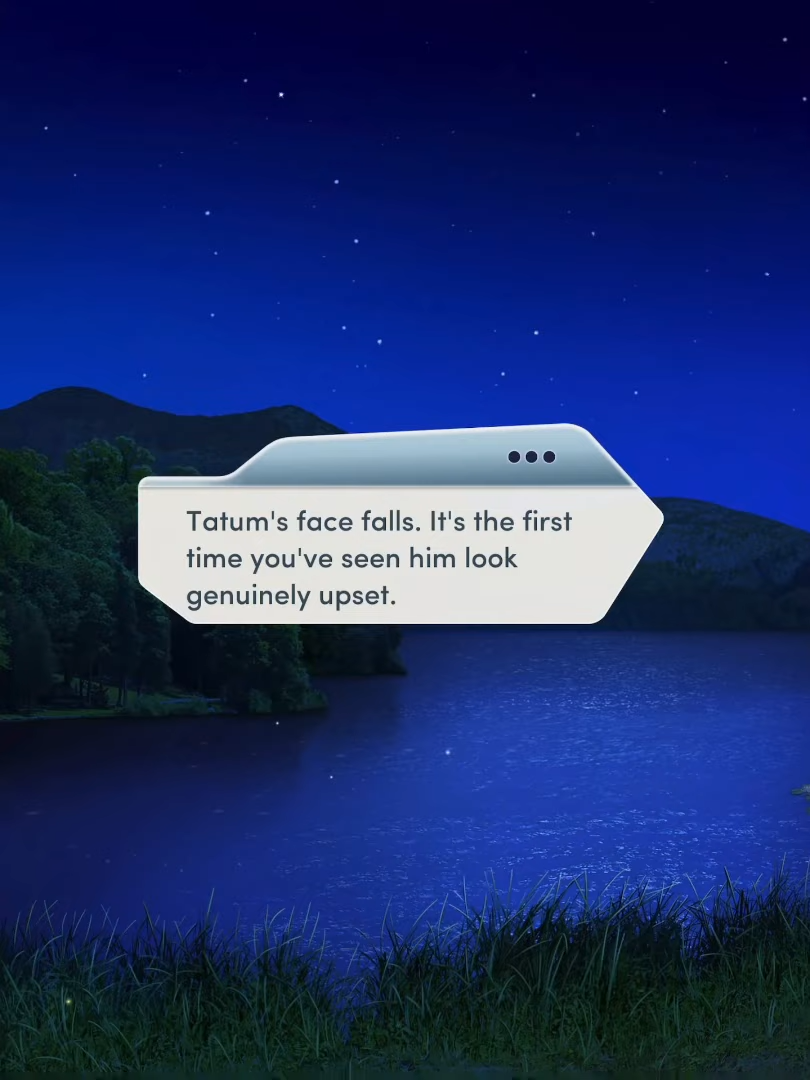 Tatum's face falls. It's the first
time you've seen him look
genuinely upset.